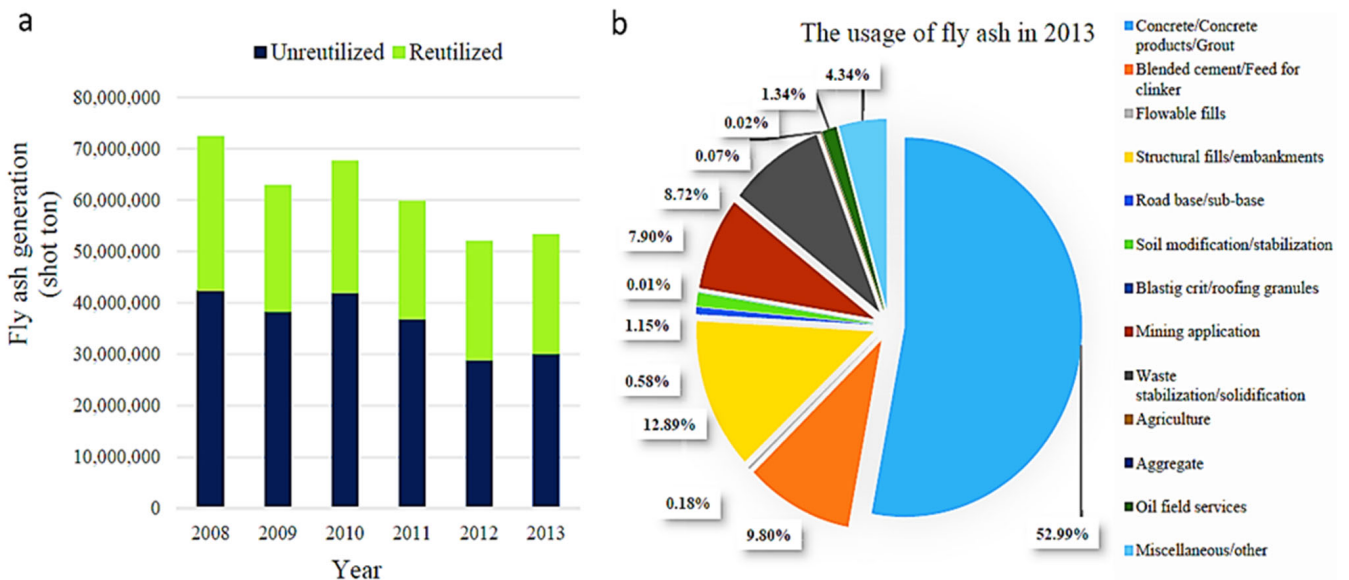 a
Unreutilized Reutilized
80,000,000
70,000,000
60,000,000
50,000,000
40,000,000
30,000,000
20,000,000
10,000,000
0
Fly ash generation
(shot ton)
2008 2009 2010 2011 2012 2013
Year
b
The usage of fly ash in 2013
4.34%
1.34%
0.02%
0.07%
8.72%
7.90%
0.01%
1.15%
0.58%
12.89%
0.18%
9.80%
52.99%
Concrete/Concrete
products/Grout
Blended cement/Feed for
clinker
Flowable fills
Structural fills/embankments
Road base/sub-base
Soil modification/stabilization
Blastig crit/roofing granules
Mining application
Waste
stabilization/solidification
Agriculture
Aggregate
Oil field services
Miscellaneous/other